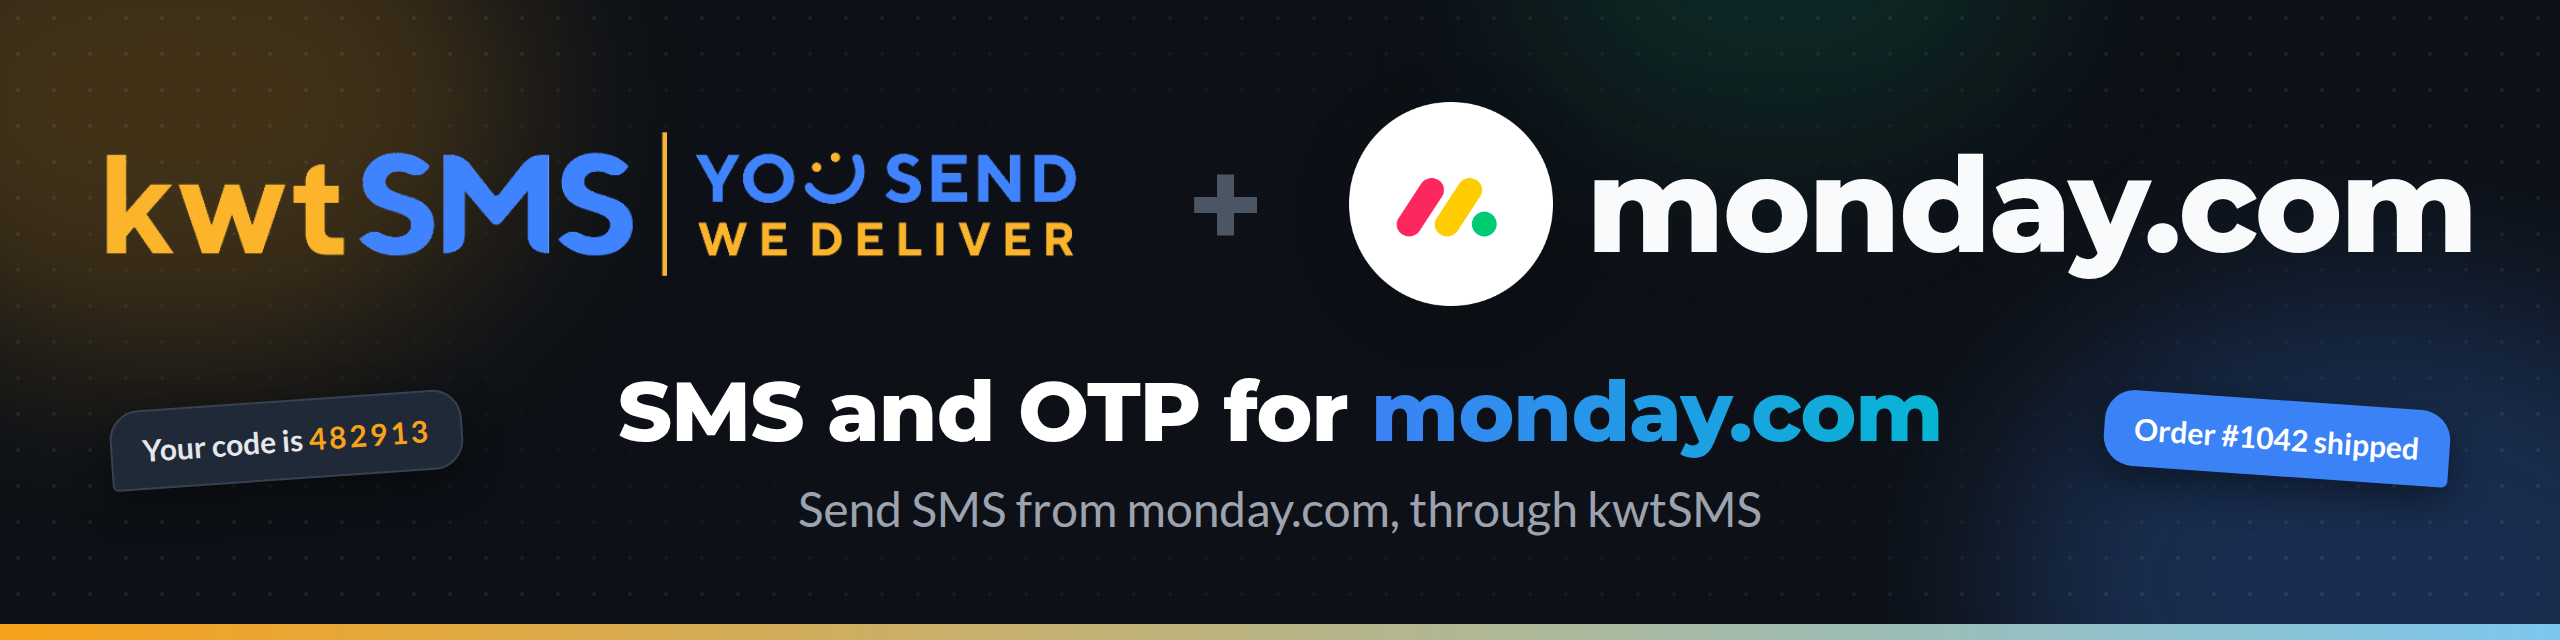 kwtSMS
YOU SEND
WE DELIVER
monday.com
SMS and OTP for monday.com
Your code is 482913
Order #1042 shipped
Send SMS from monday.com, through kwtSMS